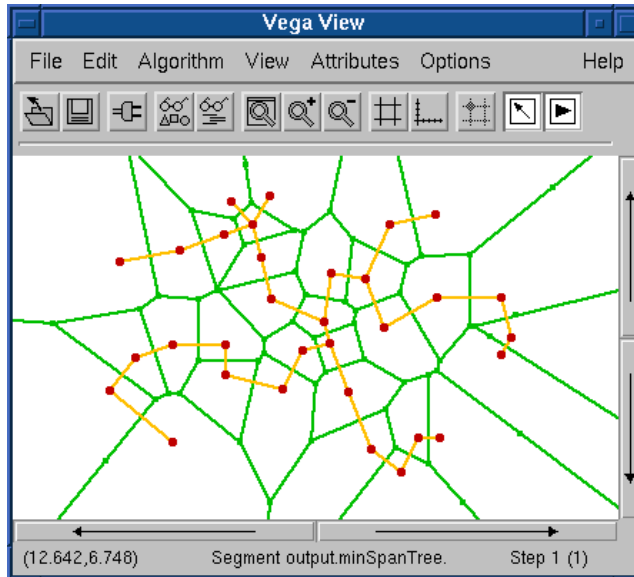 Vega View
File Edit Algorithm View Attributes Options Help
(12.642,6.748) Segment output.minSpanTree. Step 1 (1)